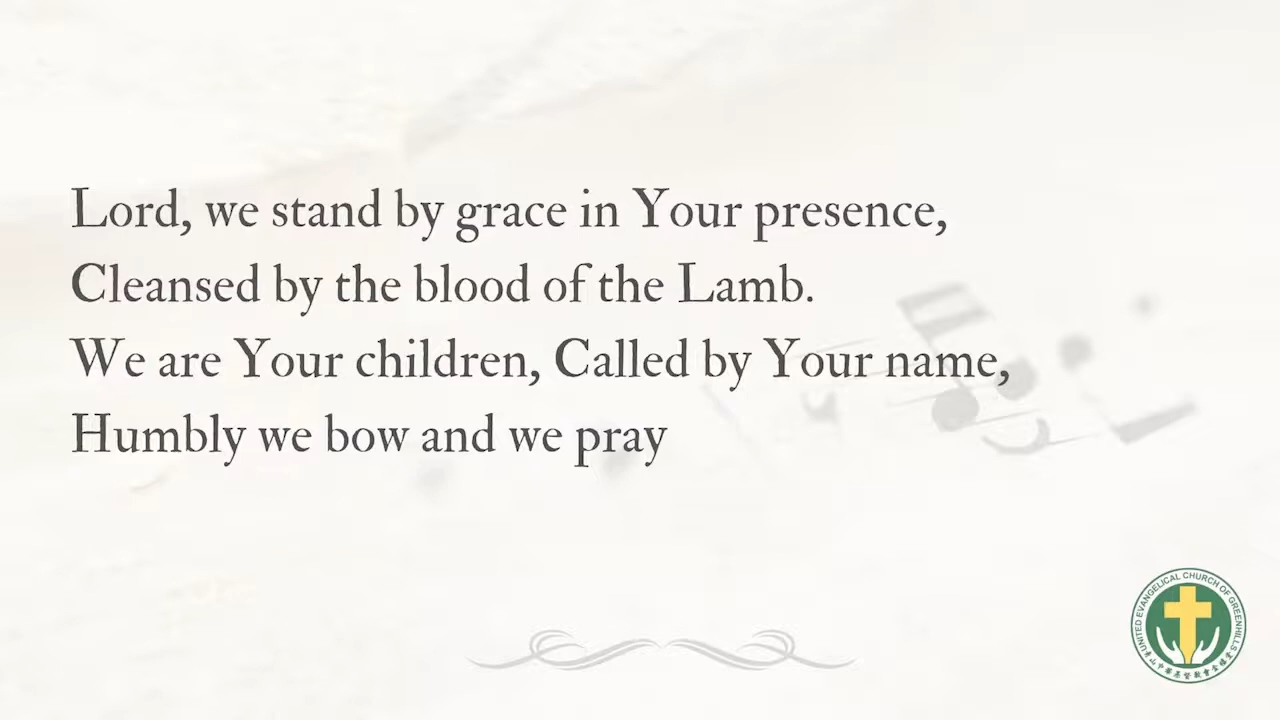 Lord, we stand by grace in Your presence,
Cleansed by the blood of the Lamb.
We are Your children, Called by Your name,
Humbly we bow and we pray
UNITED EVANGELICAL CHURCH OF GREENHILLS